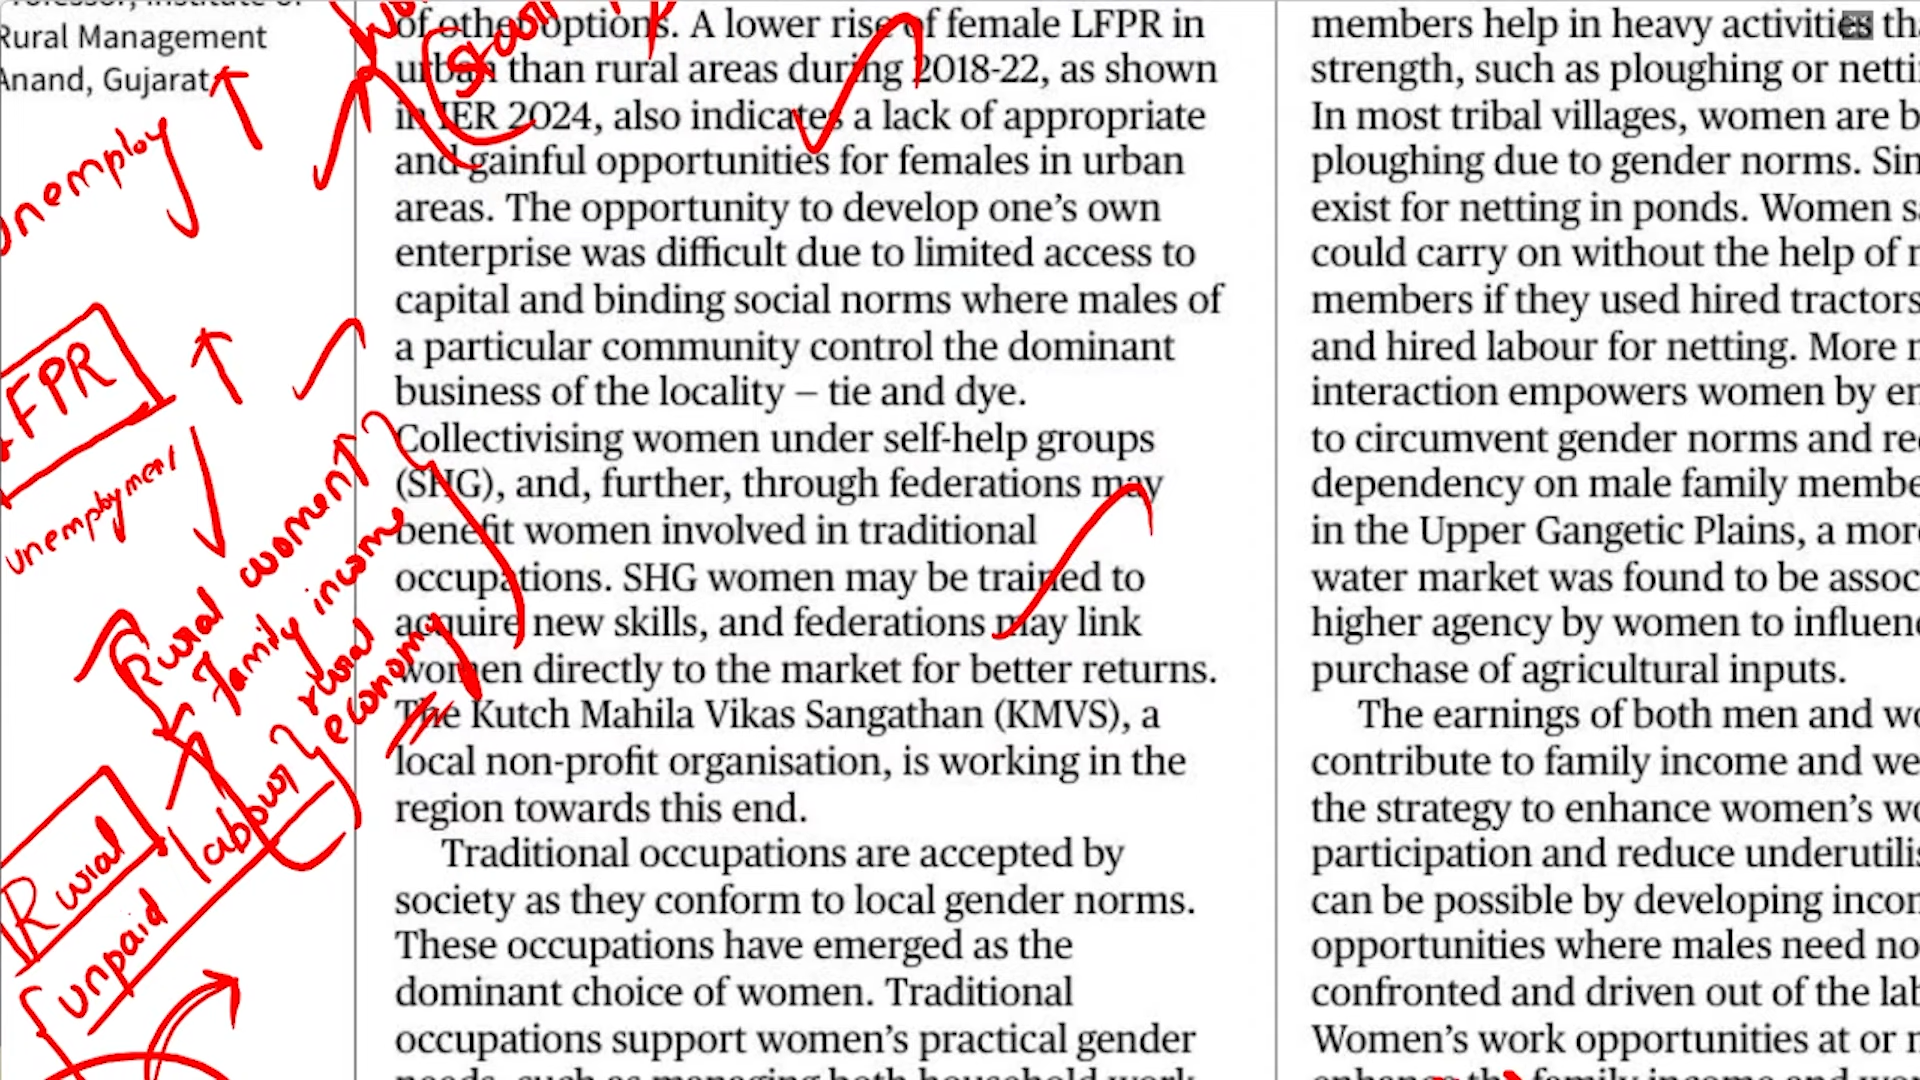 Rural Management
Anand, Gujarat
unemploy
FPR
unemployment
Rural women
Family income
rural
economy
Rural
unpaid labour
of other options. A lower rise of female LFPR in
urban than rural areas during 2018-22, as shown
in IER 2024, also indicates a lack of appropriate
and gainful opportunities for females in urban
areas. The opportunity to develop one’s own
enterprise was difficult due to limited access to
capital and binding social norms where males of
a particular community control the dominant
business of the locality – tie and dye.
Collectivising women under self-help groups
(SHG), and, further, through federations may
benefit women involved in traditional
occupations. SHG women may be trained to
acquire new skills, and federations may link
women directly to the market for better returns.
The Kutch Mahila Vikas Sangathan (KMVS), a
local non-profit organisation, is working in the
region towards this end.
Traditional occupations are accepted by
society as they conform to local gender norms.
These occupations have emerged as the
dominant choice of women. Traditional
occupations support women’s practical gender
members help in heavy activities
strength, such as ploughing or
In most tribal villages, women are
ploughing due to gender norms.
exist for netting in ponds. Women
could carry on without the help of
members if they used hired tractors
and hired labour for netting. More
interaction empowers women by
to circumvent gender norms and
dependency on male family
in the Upper Gangetic Plains, a
water market was found to be
higher agency by women to
purchase of agricultural inputs.
The earnings of both men and
contribute to family income and
the strategy to enhance women’s
participation and reduce
can be possible by developing
opportunities where males need
confronted and driven out of the
Women’s work opportunities at or